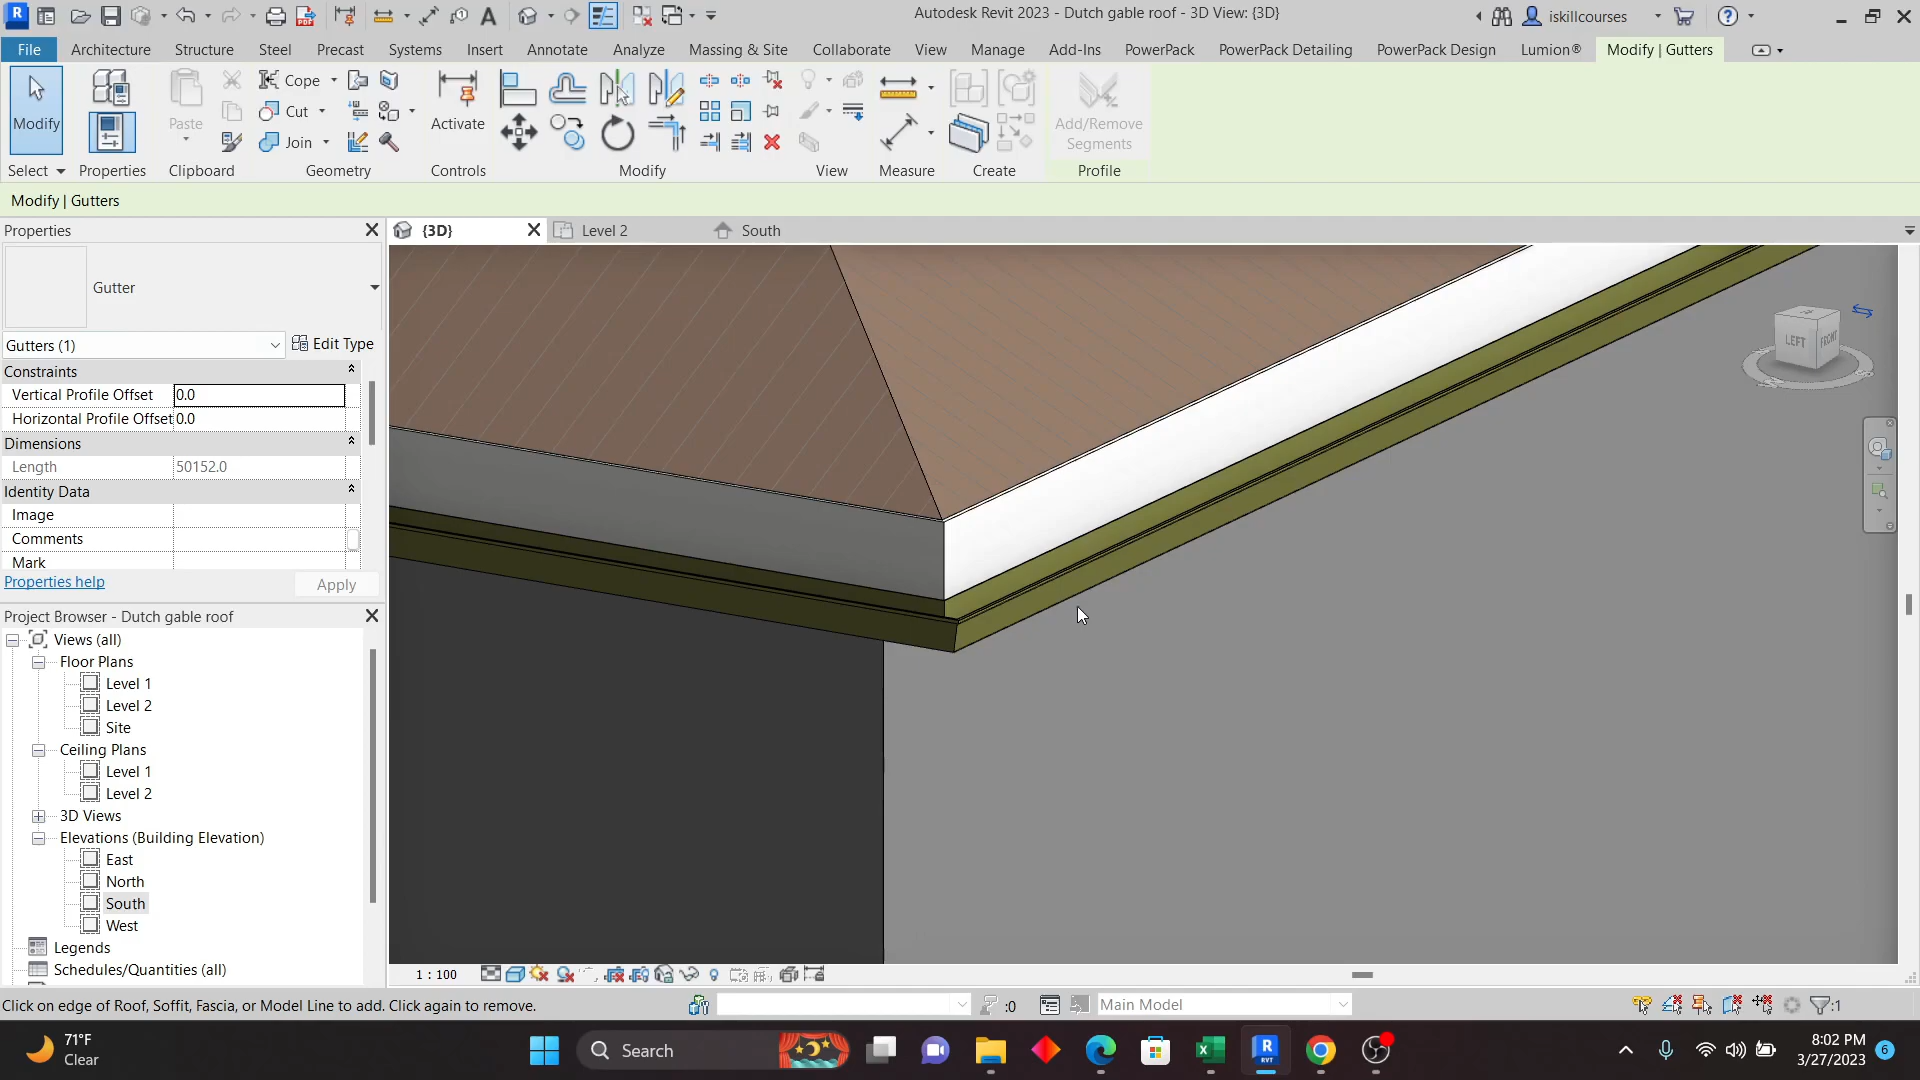 Autodesk Revit 2023 - Dutch gable roof - 3D View: {3D}
iskillcourses
File Architecture Structure Steel Precast Systems Insert Annotate Analyze Massing & Site Collaborate View Manage Add-Ins PowerPack PowerPack Detailing PowerPack Design Lumion® Modify | Gutters
Modify
Paste
Cope
Cut
Join
Activate
Add/Remove
Segments
Select Properties Clipboard Geometry Controls Modify View Measure Create Profile
Modify | Gutters
Properties
{3D}
Level 2
South
Gutter
Gutters (1)
Edit Type
Constraints
Vertical Profile Offset 0.0
Horizontal Profile Offset 0.0
Dimensions
Length 50152.0
Identity Data
Image
Comments
Mark
Properties help
Apply
Project Browser - Dutch gable roof
Views (all)
Floor Plans
Level 1
Level 2
Site
Ceiling Plans
Level 1
Level 2
3D Views
Elevations (Building Elevation)
East
North
South
West
Legends
Schedules/Quantities (all)
LEFT
FRONT
1 : 100
Click on edge of Roof, Soffit, Fascia, or Model Line to add. Click again to remove.
:0
Main Model
:1
71°F
Clear
Search
8:02 PM
3/27/2023
6